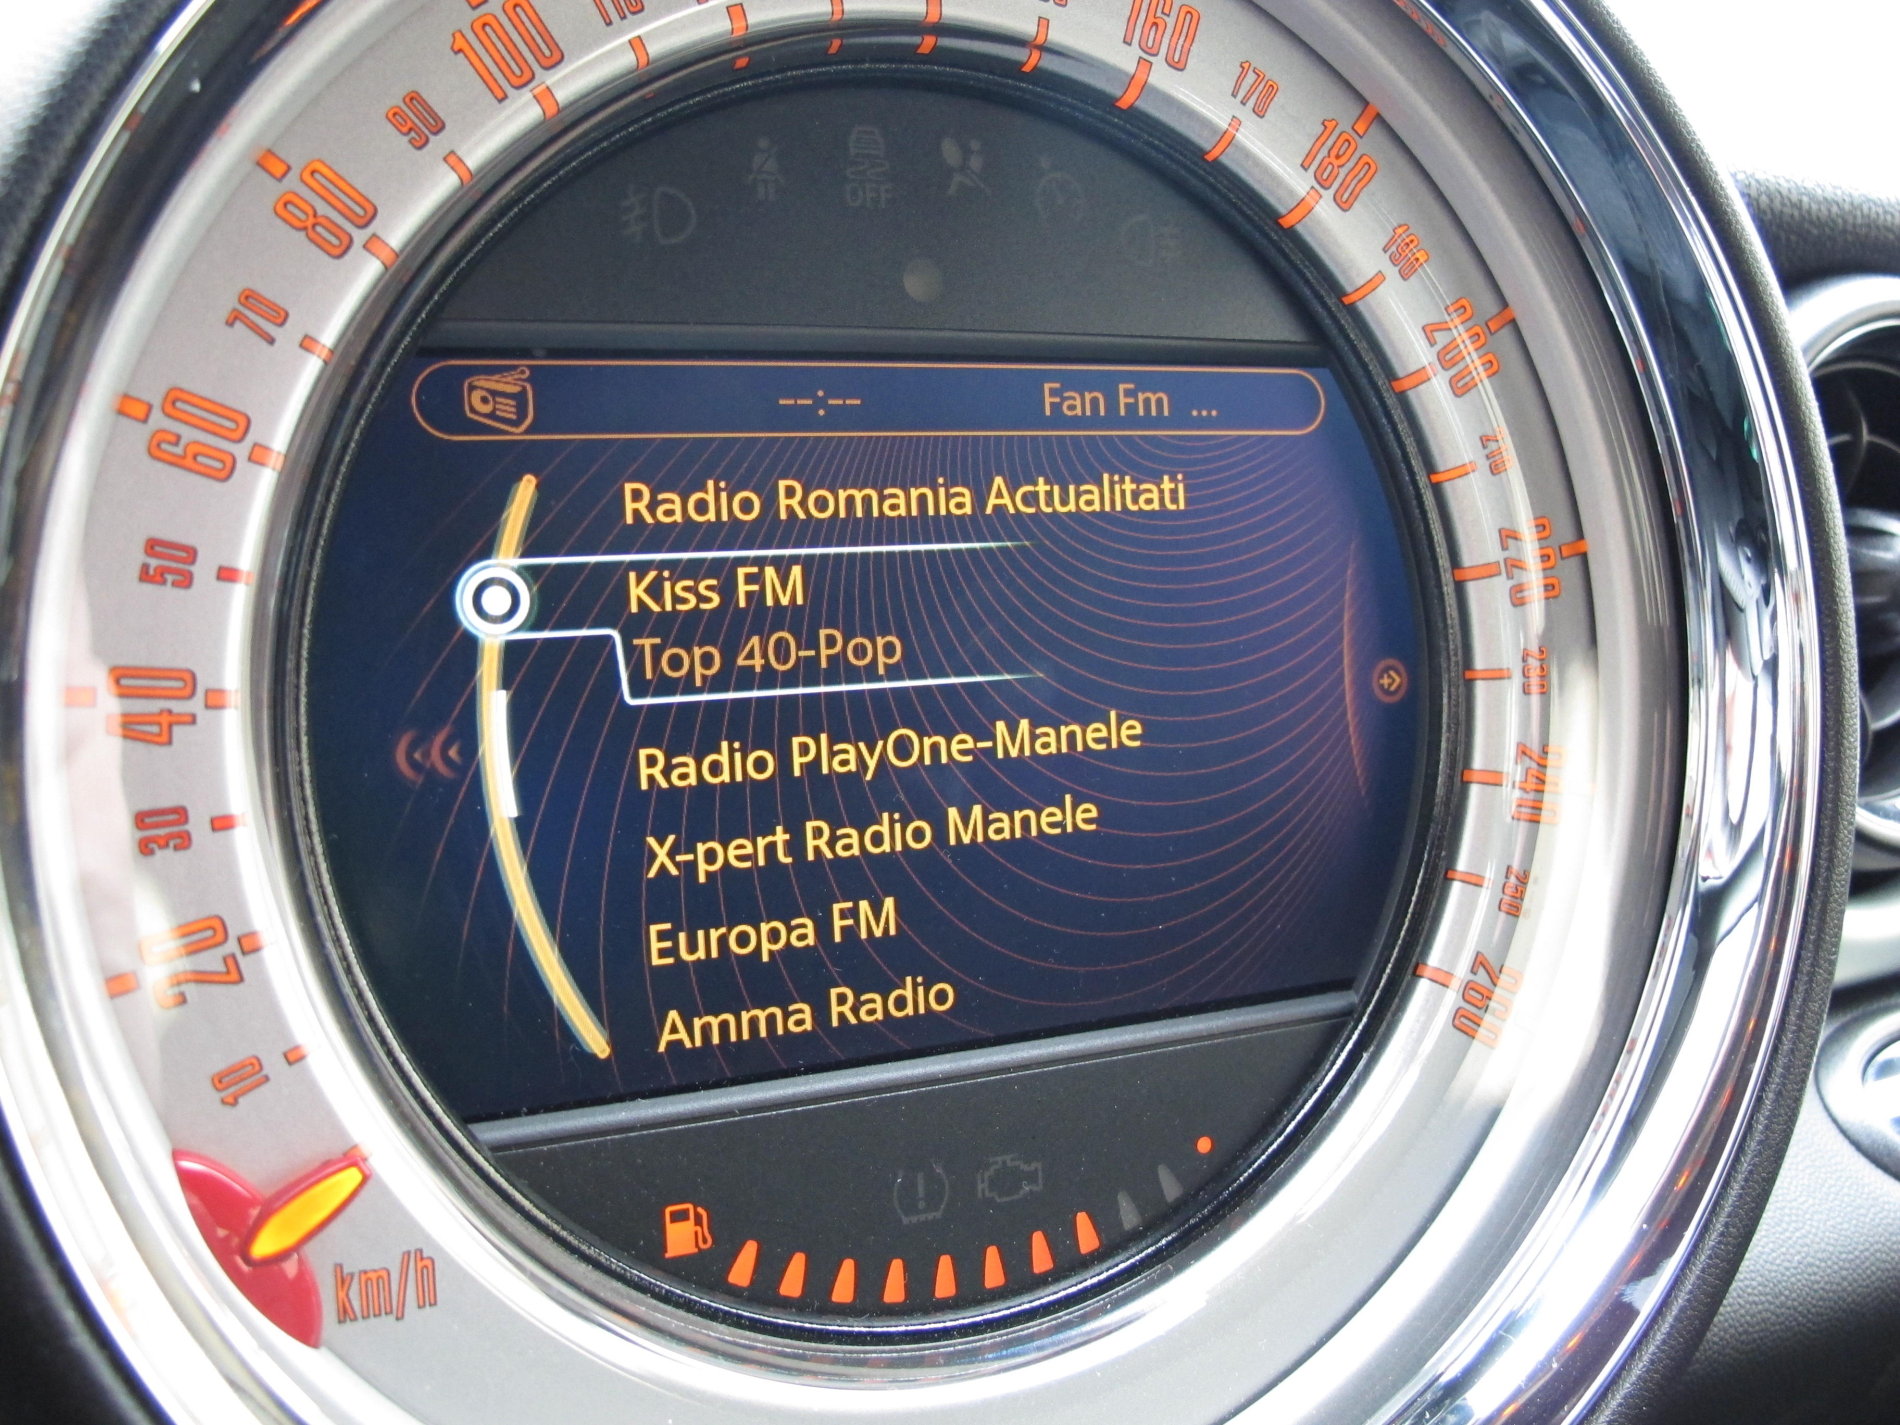 --:--
Fan Fm ...
Radio Romania Actualitati
Kiss FM
Top 40-Pop
Radio PlayOne-Manele
X-pert Radio Manele
Europa FM
Amma Radio
OFF
10
20
30
40
50
60
70
80
90
100
110
160
170
180
190
200
210
220
230
240
250
260
km/h